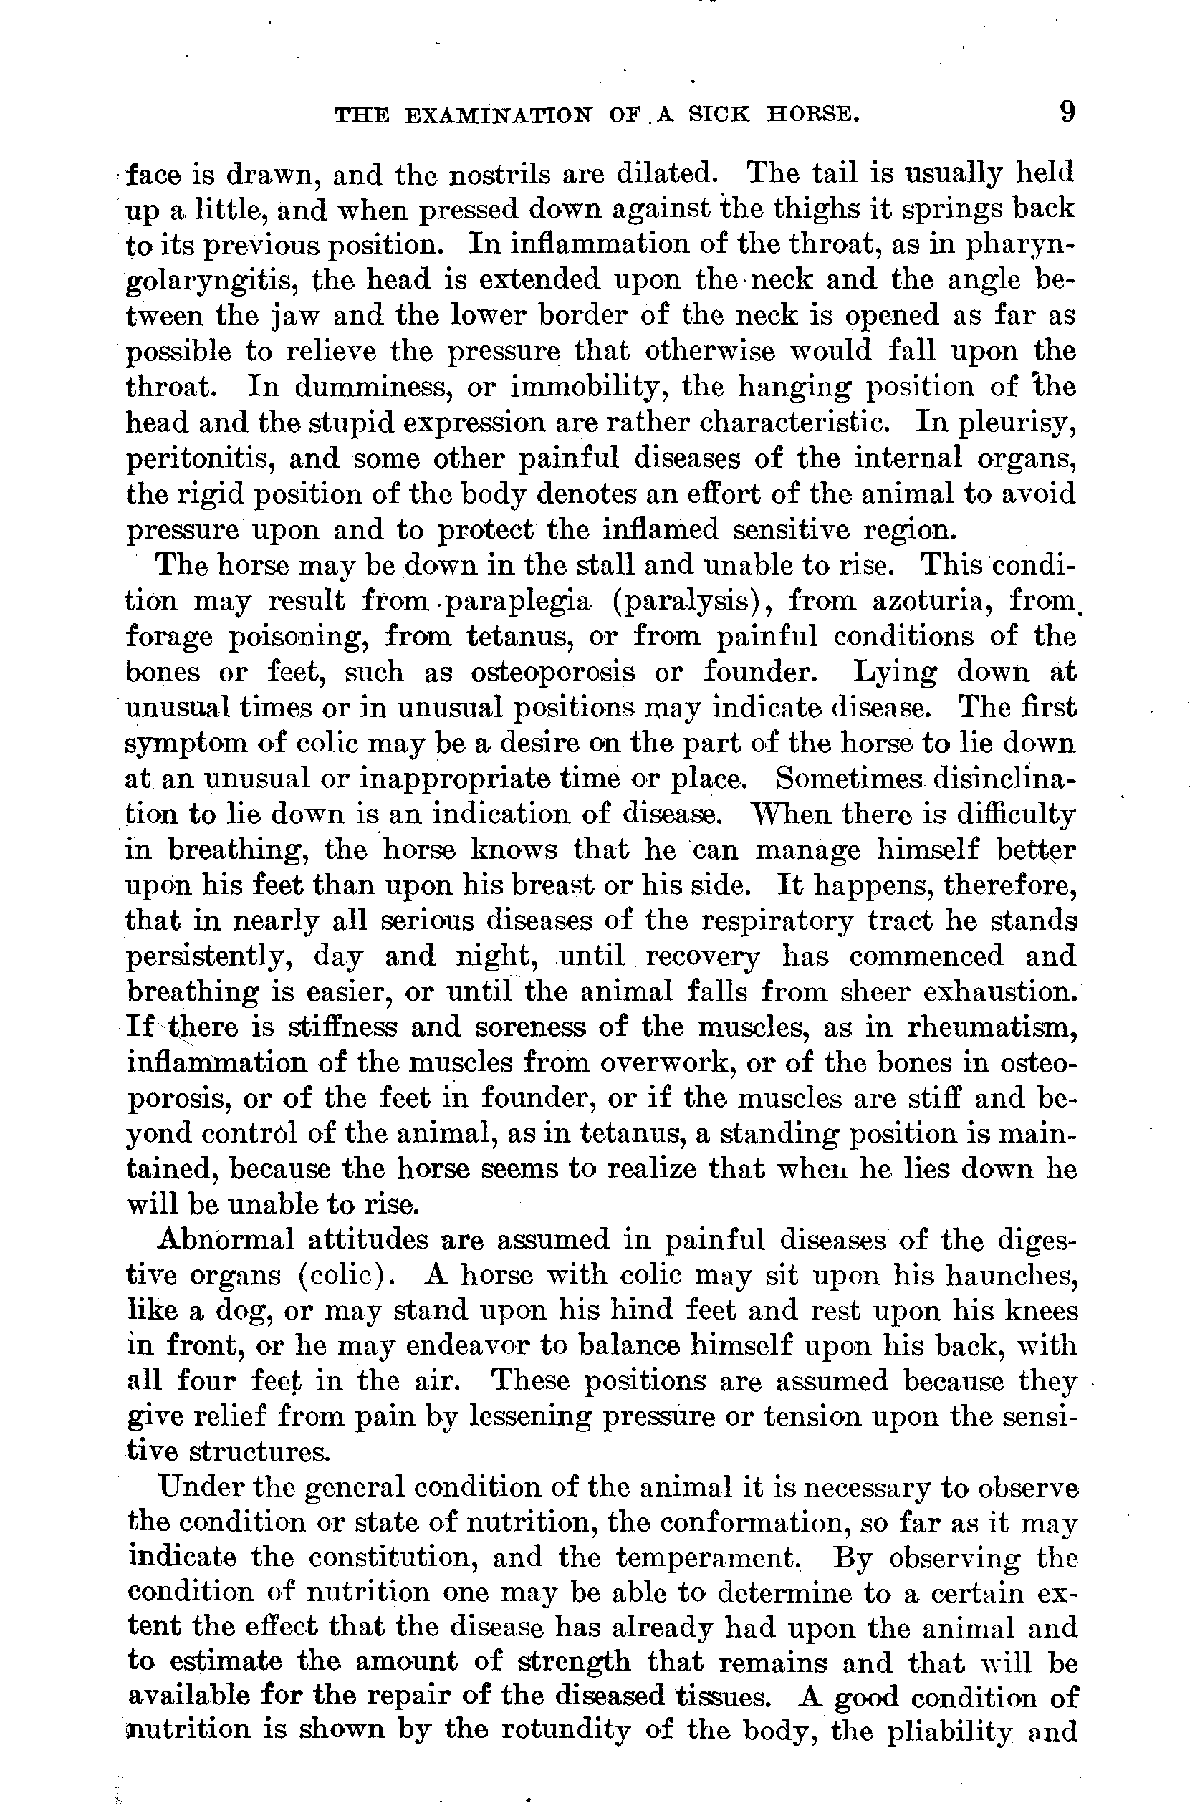 THE EXAMINATION OF A SICK HORSE. 9
face is drawn, and the nostrils are dilated. The tail is usually held
up a little, and when pressed down against the thighs it springs back
to its previous position. In inflammation of the throat, as in pharyn-
golaryngitis, the head is extended upon the neck and the angle be-
tween the jaw and the lower border of the neck is opened as far as
possible to relieve the pressure that otherwise would fall upon the
throat. In dumminess, or immobility, the hanging position of the
head and the stupid expression are rather characteristic. In pleurisy,
peritonitis, and some other painful diseases of the internal organs,
the rigid position of the body denotes an effort of the animal to avoid
pressure upon and to protect the inflamed sensitive region.
The horse may be down in the stall and unable to rise. This condi-
tion may result from paraplegia (paralysis), from azoturia, from
forage poisoning, from tetanus, or from painful conditions of the
bones or feet, such as osteoporosis or founder. Lying down at
unusual times or in unusual positions may indicate disease. The first
symptom of colic may be a desire on the part of the horse to lie down
at an unusual or inappropriate time or place. Sometimes disinclina-
tion to lie down is an indication of disease. When there is difficulty
in breathing, the horse knows that he can manage himself better
upon his feet than upon his breast or his side. It happens, therefore,
that in nearly all serious diseases of the respiratory tract he stands
persistently, day and night, until recovery has commenced and
breathing is easier, or until the animal falls from sheer exhaustion.
If there is stiffness and soreness of the muscles, as in rheumatism,
inflammation of the muscles from overwork, or of the bones in osteo-
porosis, or of the feet in founder, or if the muscles are stiff and be-
yond control of the animal, as in tetanus, a standing position is main-
tained, because the horse seems to realize that when he lies down he
will be unable to rise.
Abnormal attitudes are assumed in painful diseases of the diges-
tive organs (colic). A horse with colic may sit upon his haunches,
like a dog, or may stand upon his hind feet and rest upon his knees
in front, or he may endeavor to balance himself upon his back, with
all four feet in the air. These positions are assumed because they
give relief from pain by lessening pressure or tension upon the sensi-
tive structures.
Under the general condition of the animal it is necessary to observe
the condition or state of nutrition, the conformation, so far as it may
indicate the constitution, and the temperament. By observing the
condition of nutrition one may be able to determine to a certain ex-
tent the effect that the disease has already had upon the animal and
to estimate the amount of strength that remains and that will be
available for the repair of the diseased tissues. A good condition of
nutrition is shown by the rotundity of the body, the pliability and